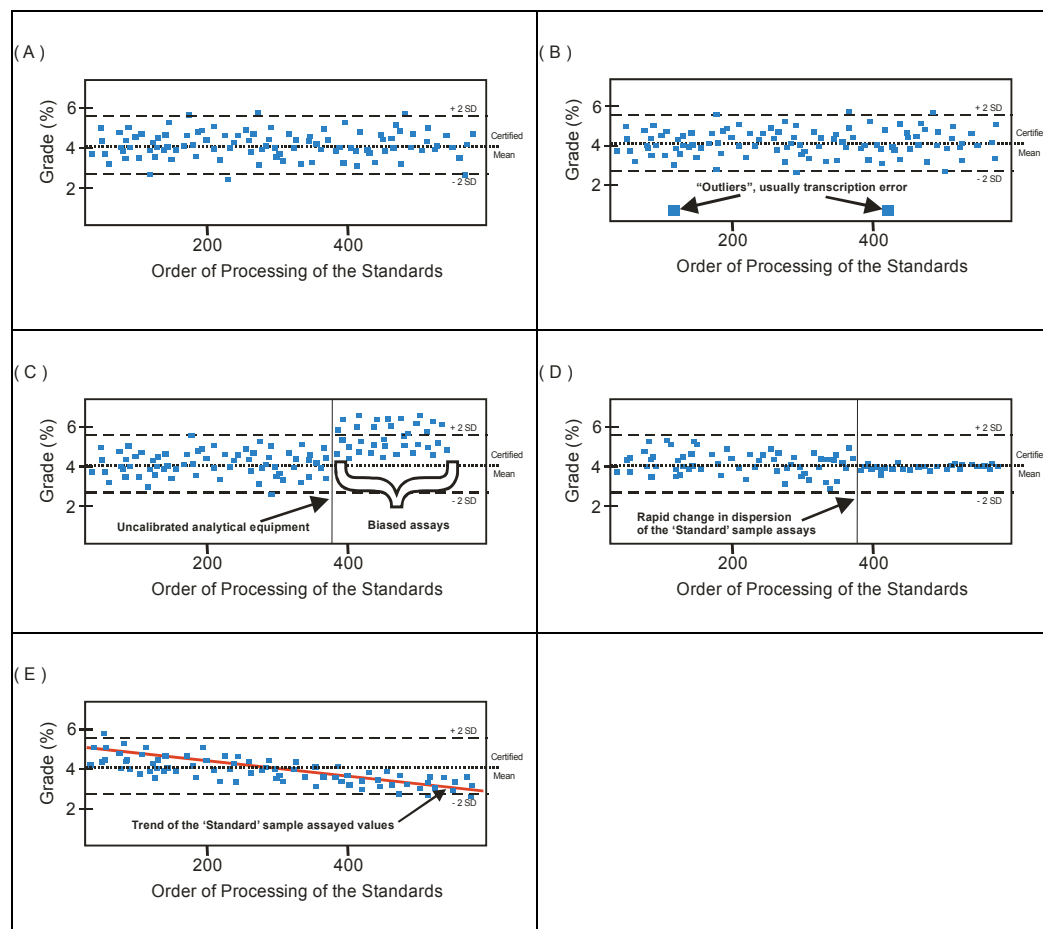 ( A )
6
4
2
Grade (%)
+ 2 SD
Certified
Mean
- 2 SD
200
400
Order of Processing of the Standards
( B )
6
4
2
Grade (%)
+ 2 SD
Certified
Mean
- 2 SD
“Outliers”, usually transcription error
200
400
Order of Processing of the Standards
( C )
6
4
2
Grade (%)
+ 2 SD
Certified
Mean
- 2 SD
Uncalibrated analytical equipment
Biased assays
200
400
Order of Processing of the Standards
( D )
6
4
2
Grade (%)
+ 2 SD
Certified
Mean
- 2 SD
Rapid change in dispersion
of the ‘Standard’ sample assays
200
400
Order of Processing of the Standards
( E )
6
4
2
Grade (%)
+ 2 SD
Certified
Mean
- 2 SD
Trend of the ‘Standard’ sample assayed values
200
400
Order of Processing of the Standards